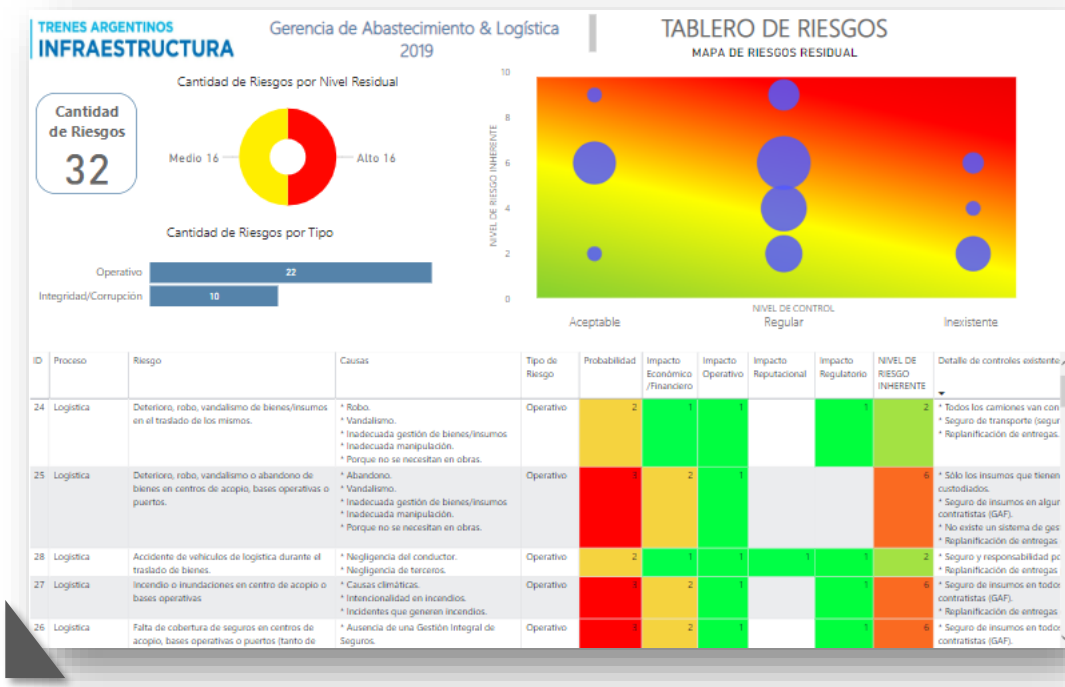 TRENES ARGENTINOS
INFRAESTRUCTURA
Gerencia de Abastecimiento & Logística
2019
TABLERO DE RIESGOS
MAPA DE RIESGOS RESIDUAL
Cantidad
de Riesgos
32
Cantidad de Riesgos por Nivel Residual
Medio 16
Alto 16
Cantidad de Riesgos por Tipo
Operativo
22
Integridad/Corrupción
10
NIVEL DE RIESGO INHERENTE
10
8
6
4
2
0
NIVEL DE CONTROL
Aceptable
Regular
Inexistente
ID
Proceso
Riesgo
Causas
Tipo de
Riesgo
Probabilidad
Impacto
Económico
/Financiero
Impacto
Operativo
Impacto
Reputacional
Impacto
Regulatorio
NIVEL DE
RIESGO
INHERENTE
Detalle de controles existente
24
Logística
Deterioro, robo, vandalismo de bienes/insumos
en el traslado de los mismos.
* Robo.
* Vandalismo.
* Inadecuada gestión de bienes/insumos
* Inadecuada manipulación.
* Porque no se necesitan en obras.
Operativo
2
1
1
1
2
* Todos los camiones van con
* Seguro de transporte (segur
* Replanificación de entregas.
25
Logística
Deterioro, robo, vandalismo o abandono de
bienes en centros de acopio, bases operativas o
puertos.
* Abandono.
* Vandalismo.
* Inadecuada gestión de bienes/insumos
* Inadecuada manipulación.
* Porque no se necesitan en obras.
Operativo
3
2
1
6
* Sólo los insumos que tienen
custodiados.
* Seguro de insumos en algur
contratistas (GAF).
* No existe un sistema de ges
* Replanificación de entregas
28
Logística
Accidente de vehículos de logística durante el
traslado de bienes.
* Negligencia del conductor.
* Negligencia de terceros.
Operativo
2
1
1
1
1
2
* Seguro y responsabilidad po
* Replanificación de entregas
27
Logística
Incendio o inundaciones en centro de acopio o
bases operativas
* Causas climáticas.
* Intencionalidad en incendios.
* Incidentes que generen incendios.
Operativo
3
2
1
1
6
* Seguro de insumos en todos
contratistas (GAF).
* Replanificación de entregas
26
Logística
Falta de cobertura de seguros en centros de
acopio, bases operativas o puertos (tanto de
* Ausencia de una Gestión Integral de
Seguros.
Operativo
3
2
1
1
6
* Seguro de insumos en todos
contratistas (GAF).